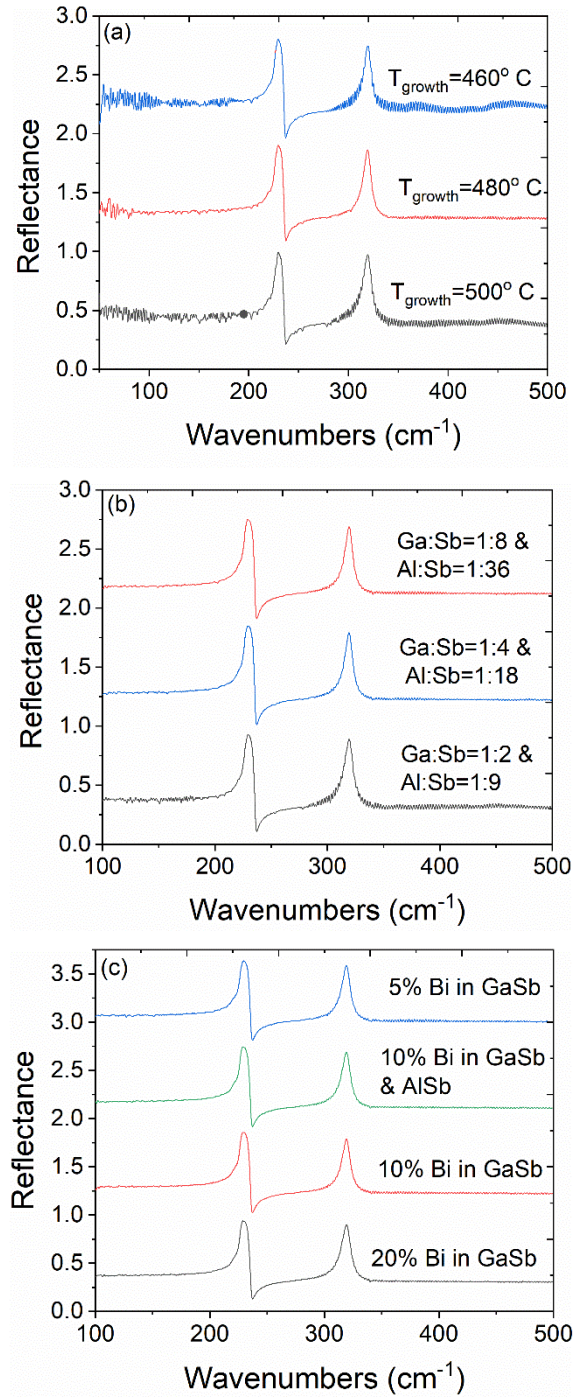 (a)
3.0
2.5
2.0
1.5
1.0
0.5
0.0
Reflectance
T_growth=460° C
T_growth=480° C
T_growth=500° C
100 200 300 400 500
Wavenumbers (cm⁻¹)
(b)
3.0
2.5
2.0
1.5
1.0
0.5
0.0
Reflectance
Ga:Sb=1:8 &
Al:Sb=1:36
Ga:Sb=1:4 &
Al:Sb=1:18
Ga:Sb=1:2 &
Al:Sb=1:9
100 200 300 400 500
Wavenumbers (cm⁻¹)
(c)
3.5
3.0
2.5
2.0
1.5
1.0
0.5
0.0
Reflectance
5% Bi in GaSb
10% Bi in GaSb
& AlSb
10% Bi in GaSb
20% Bi in GaSb
100 200 300 400 500
Wavenumbers (cm⁻¹)